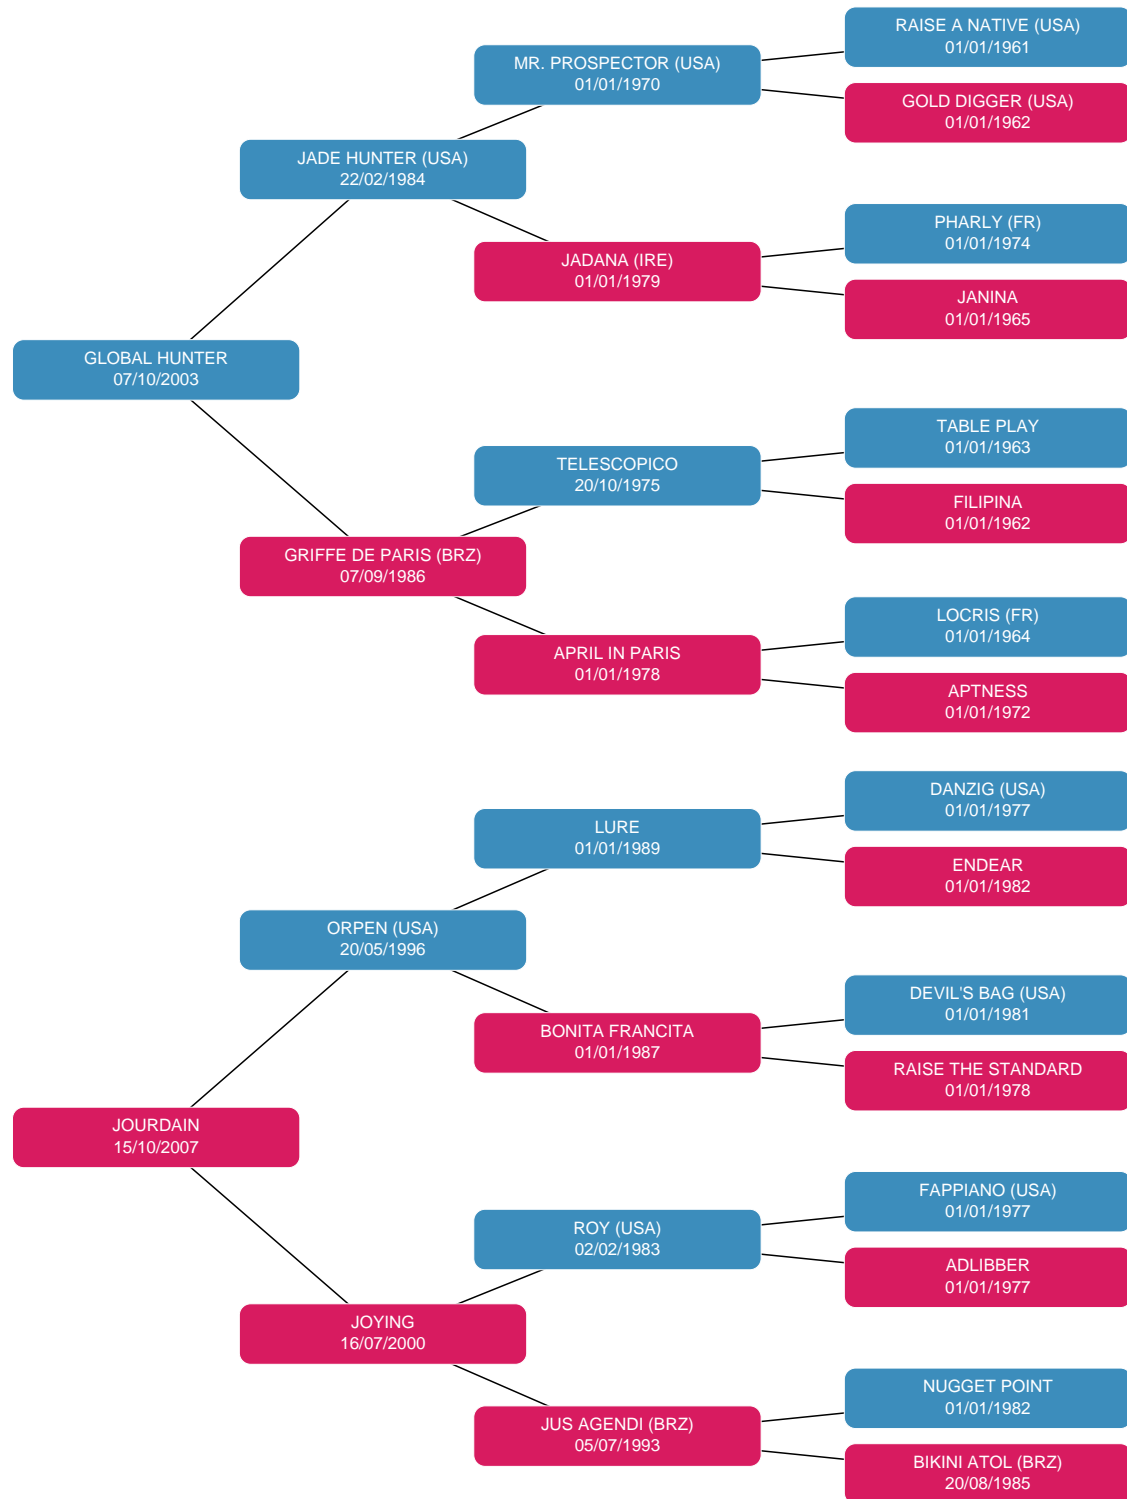 RAISE A NATIVE (USA)
01/01/1961
MR. PROSPECTOR (USA)
01/01/1970
GOLD DIGGER (USA)
01/01/1962
JADE HUNTER (USA)
22/02/1984
PHARLY (FR)
01/01/1974
JADANA (IRE)
01/01/1979
JANINA
01/01/1965
GLOBAL HUNTER
07/10/2003
TABLE PLAY
01/01/1963
TELESCOPICO
20/10/1975
FILIPINA
01/01/1962
GRIFFE DE PARIS (BRZ)
07/09/1986
LOCRIS (FR)
01/01/1964
APRIL IN PARIS
01/01/1978
APTNESS
01/01/1972
DANZIG (USA)
01/01/1977
LURE
01/01/1989
ENDEAR
01/01/1982
ORPEN (USA)
20/05/1996
DEVIL'S BAG (USA)
01/01/1981
BONITA FRANCITA
01/01/1987
RAISE THE STANDARD
01/01/1978
JOURDAIN
15/10/2007
FAPPIANO (USA)
01/01/1977
ROY (USA)
02/02/1983
ADLIBBER
01/01/1977
JOYING
16/07/2000
NUGGET POINT
01/01/1982
JUS AGENDI (BRZ)
05/07/1993
BIKINI ATOL (BRZ)
20/08/1985